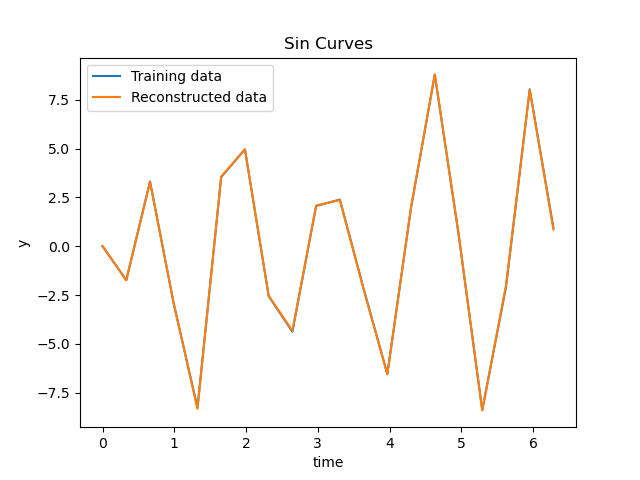 Sin Curves
Training data
Reconstructed data
7.5
5.0
2.5
0.0
−2.5
−5.0
−7.5
y
0 1 2 3 4 5 6
time